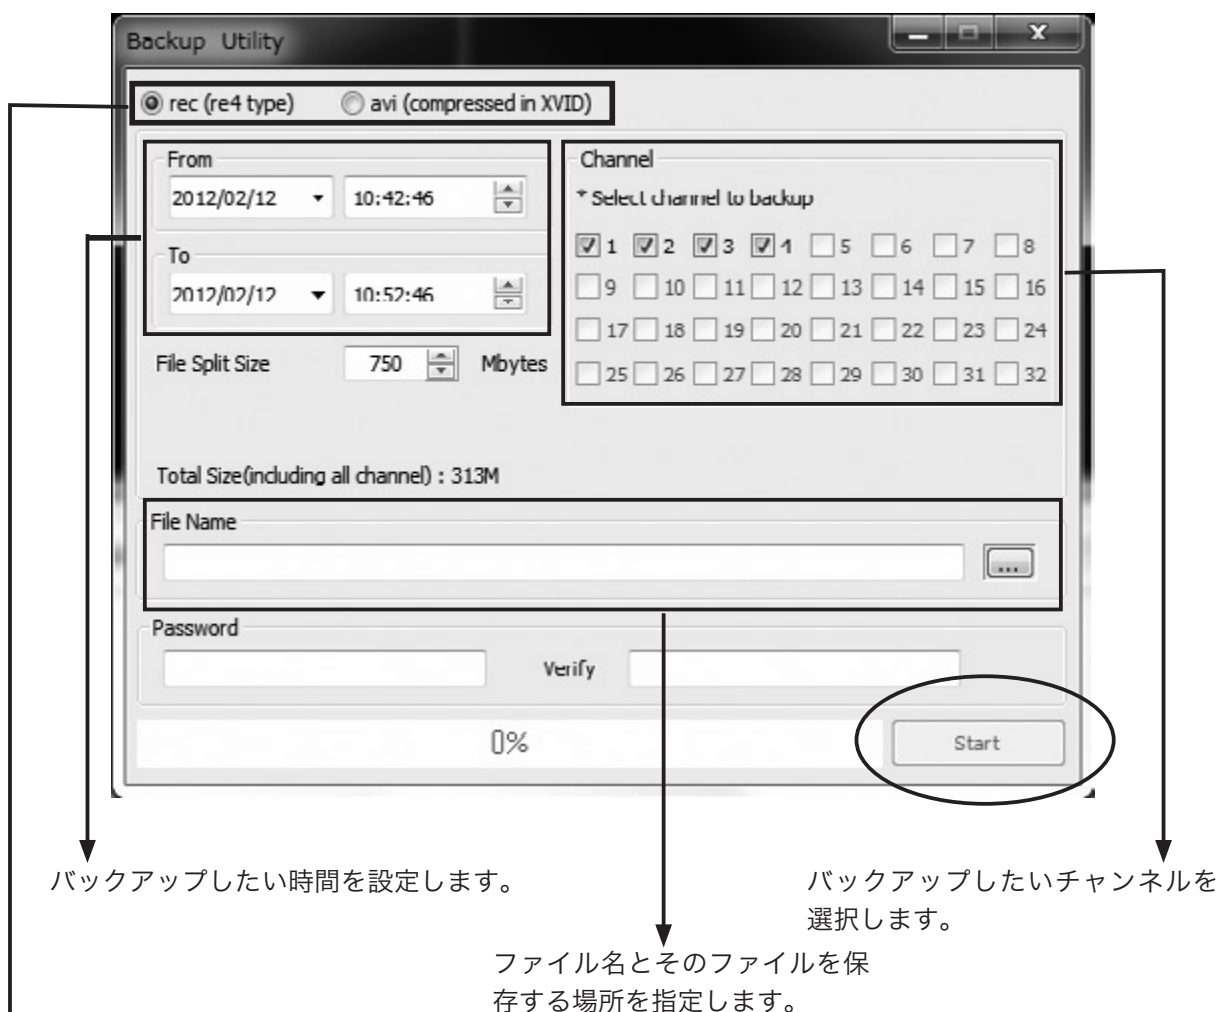 Backup Utility
rec (re4 type) avi (compressed in XVID)
From
2012/02/12 10:42:46
To
2012/02/12 10:52:46
File Split Size 750 Mbytes
Channel
* Select channel to backup
1 2 3 4 5 6 7 8
9 10 11 12 13 14 15 16
17 18 19 20 21 22 23 24
25 26 27 28 29 30 31 32
Total Size(including all channel) : 313M
File Name
...
Password
Verify
0% Start
バックアップしたい時間を設定します。
バックアップしたいチャンネルを
選択します。
ファイル名とそのファイルを保
存する場所を指定します。